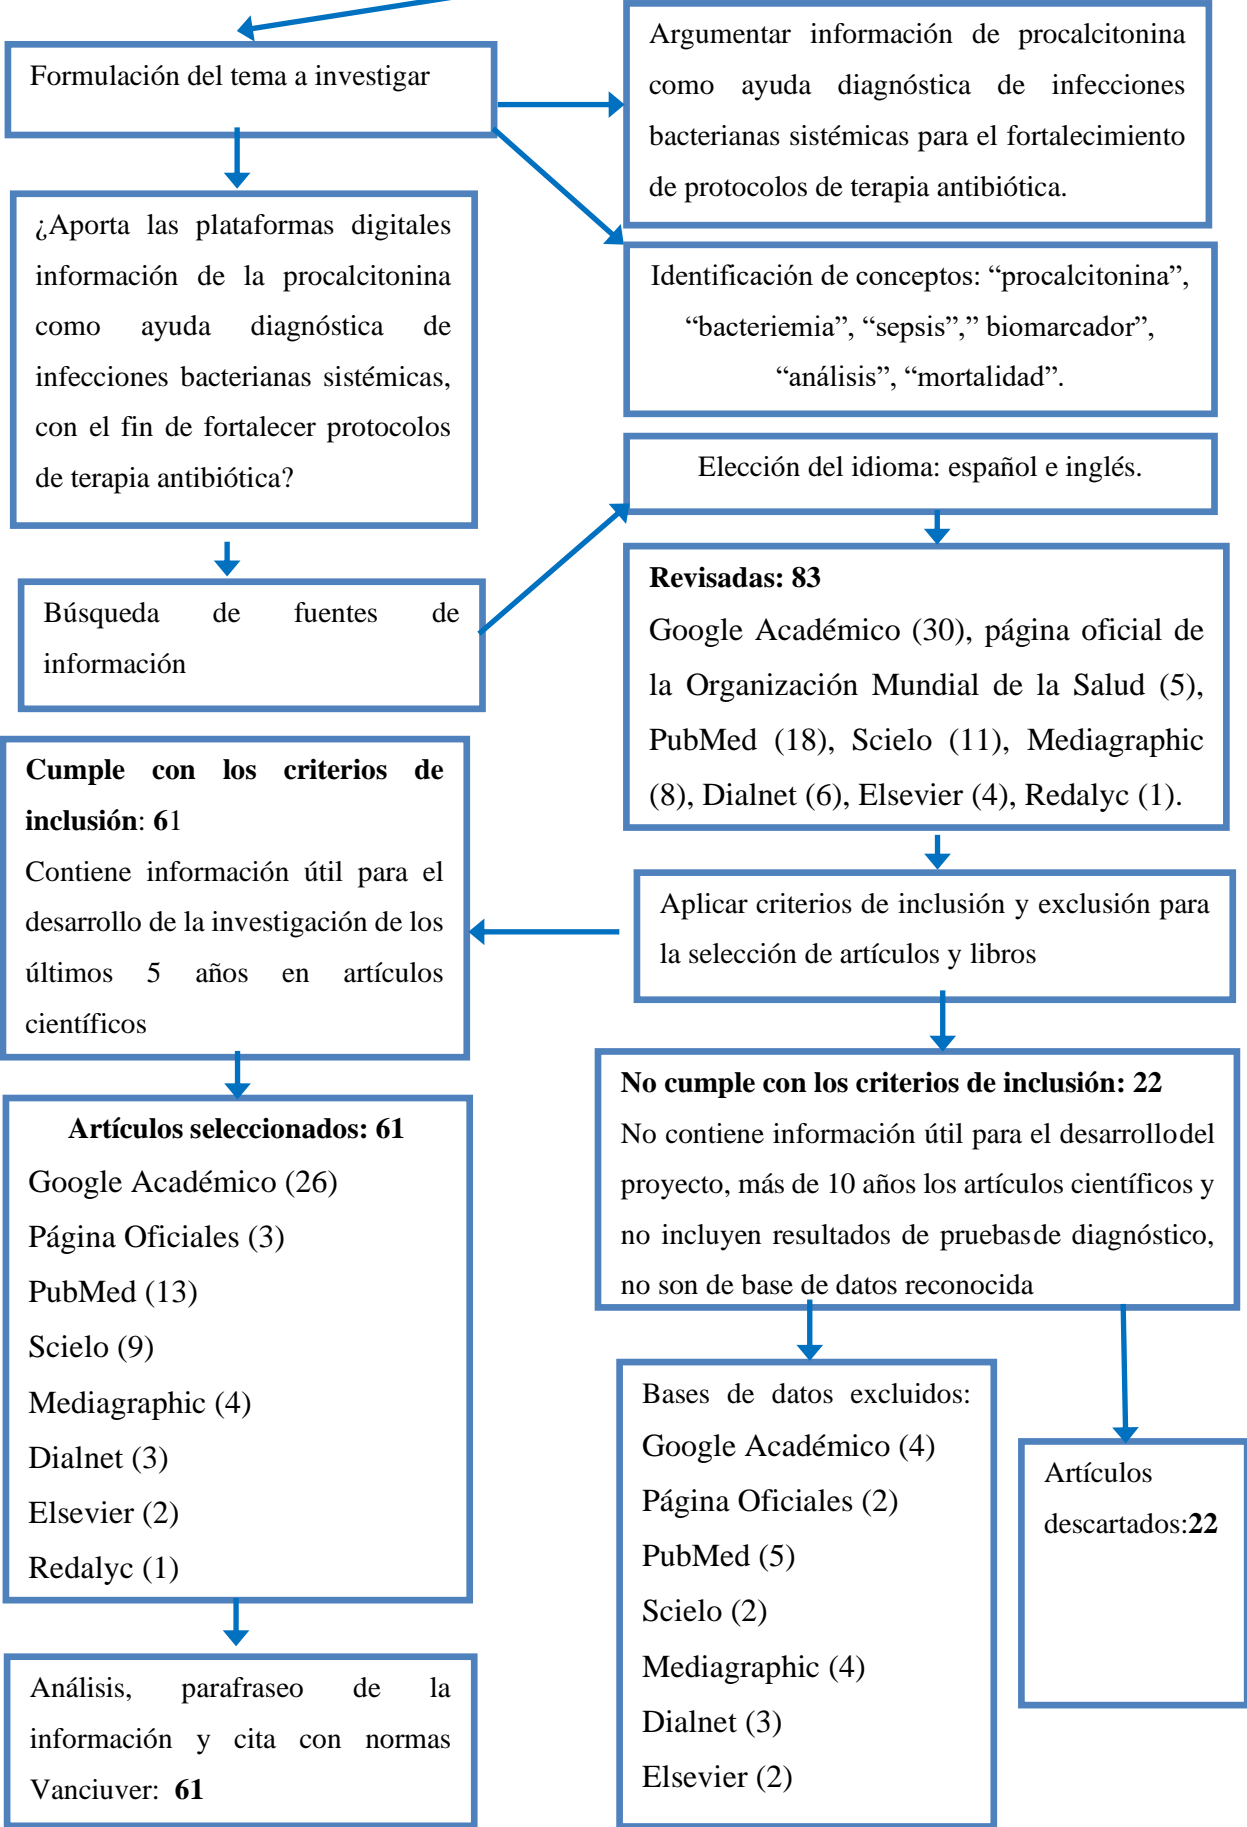 Formulación del tema a investigar
Argumentar información de procalcitonina
como ayuda diagnóstica de infecciones
bacterianas sistémicas para el fortalecimiento
de protocolos de terapia antibiótica.
¿Aporta las plataformas digitales
información de la procalcitonina
como ayuda diagnóstica de
infecciones bacterianas sistémicas,
con el fin de fortalecer protocolos
de terapia antibiótica?
Identificación de conceptos: “procalcitonina”,
“bacteriemia”, “sepsis”,” biomarcador”,
“análisis”, “mortalidad”.
Búsqueda de fuentes de
información
Elección del idioma: español e inglés.
Revisadas: 83
Google Académico (30), página oficial de
la Organización Mundial de la Salud (5),
PubMed (18), Scielo (11), Mediagraphic
(8), Dialnet (6), Elsevier (4), Redalyc (1).
Aplicar criterios de inclusión y exclusión para
la selección de artículos y libros
Cumple con los criterios de
inclusión: 61
Contiene información útil para el
desarrollo de la investigación de los
últimos 5 años en artículos
científicos
No cumple con los criterios de inclusión: 22
No contiene información útil para el desarrollodel
proyecto, más de 10 años los artículos científicos y
no incluyen resultados de pruebasde diagnóstico,
no son de base de datos reconocida
Artículos seleccionados: 61
Google Académico (26)
Página Oficiales (3)
PubMed (13)
Scielo (9)
Mediagraphic (4)
Dialnet (3)
Elsevier (2)
Redalyc (1)
Bases de datos excluidos:
Google Académico (4)
Página Oficiales (2)
PubMed (5)
Scielo (2)
Mediagraphic (4)
Dialnet (3)
Elsevier (2)
Artículos
descartados:22
Análisis, parafraseo de la
información y cita con normas
Vanciuver: 61